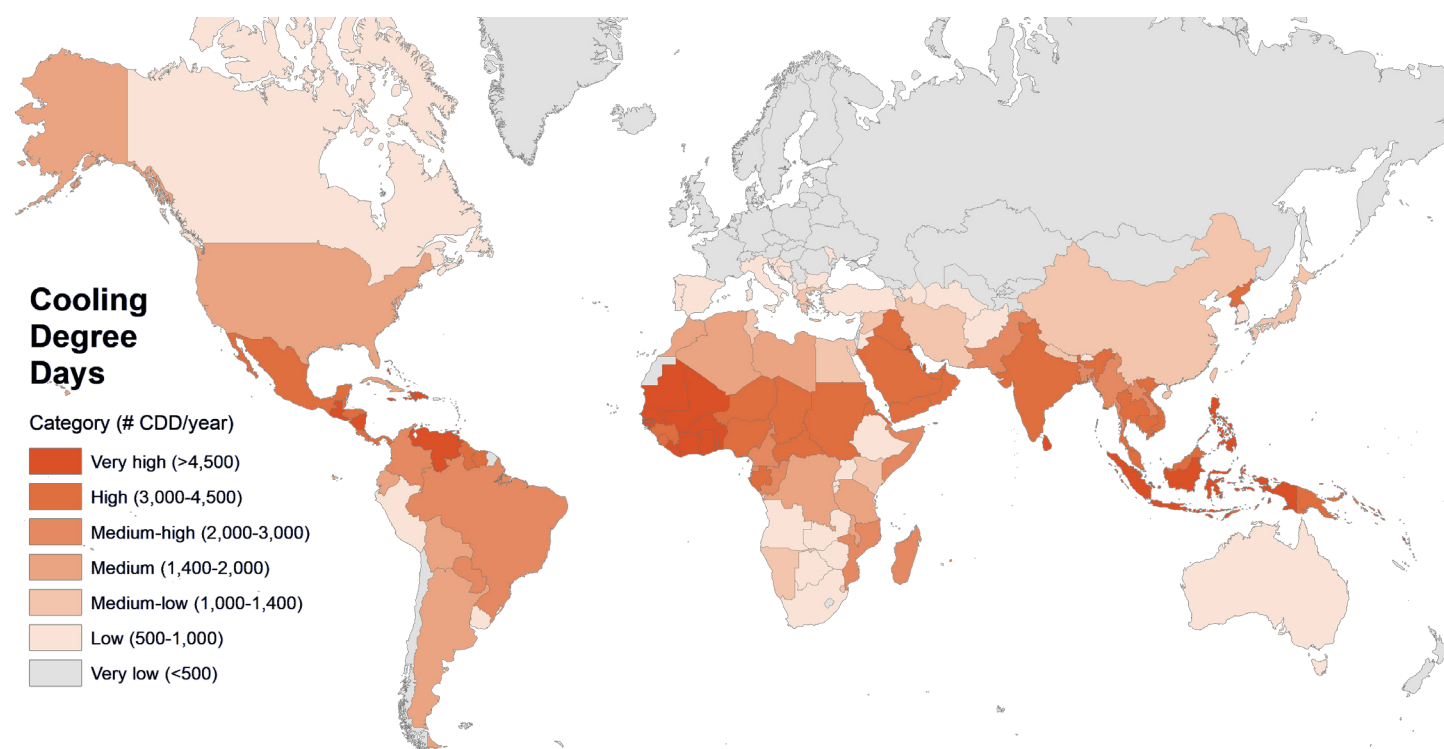 Cooling
Degree
Days
Category (# CDD/year)
Very high (>4,500)
High (3,000-4,500)
Medium-high (2,000-3,000)
Medium (1,400-2,000)
Medium-low (1,000-1,400)
Low (500-1,000)
Very low (<500)